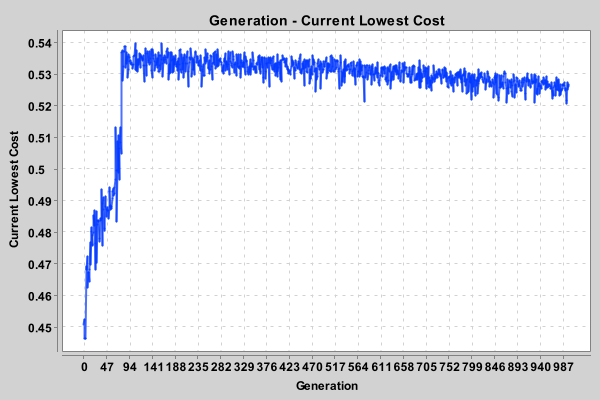 Generation - Current Lowest Cost
Current Lowest Cost
0.54
0.53
0.52
0.51
0.5
0.49
0.48
0.47
0.46
0.45
0 47 94 141 188 235 282 329 376 423 470 517 564 611 658 705 752 799 846 893 940 987
Generation